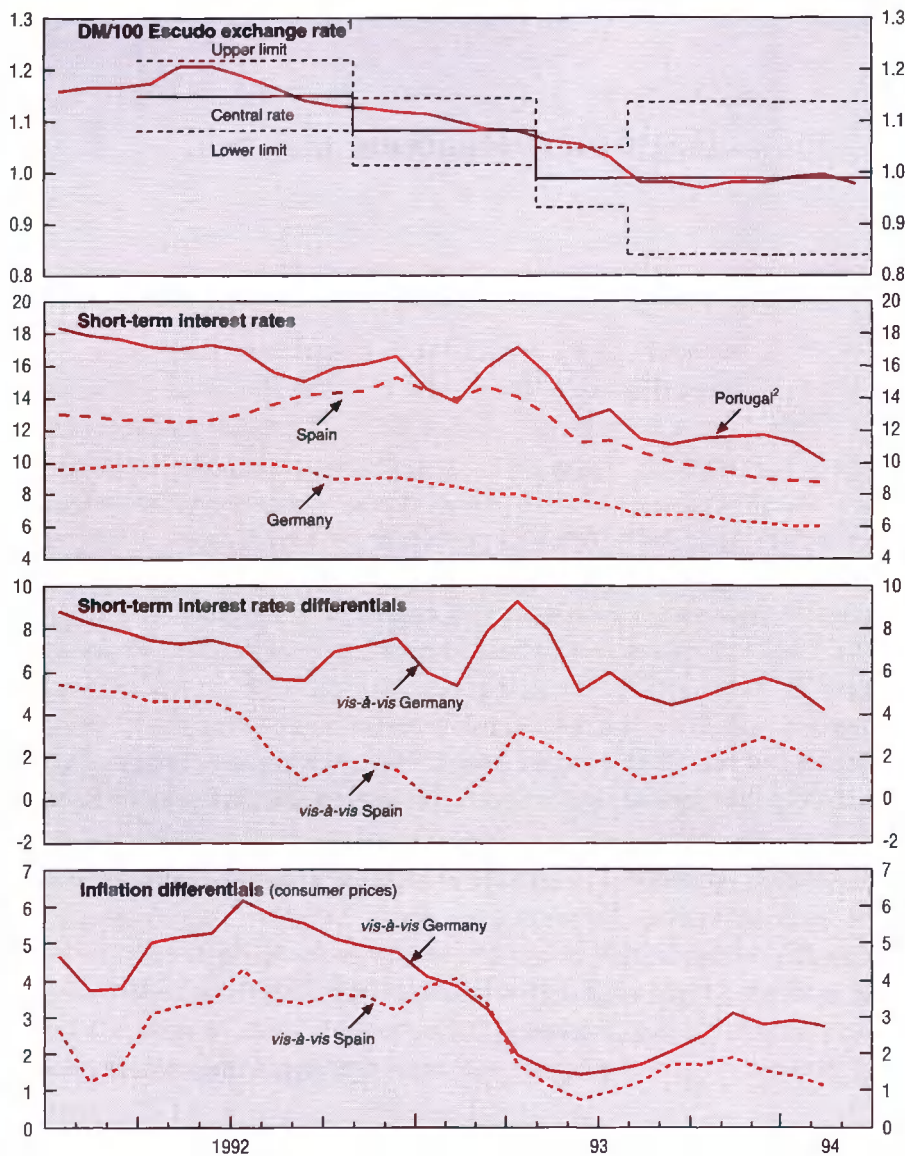 DM/100 Escudo exchange rate¹
Upper limit
Central rate
Lower limit
1.3 1.3
1.2 1.2
1.1 1.1
1.0 1.0
0.9 0.9
0.8 0.8
Short-term interest rates
Portugal²
Spain
Germany
20 20
18 18
16 16
14 14
12 12
10 10
8 8
6 6
4 4
Short-term interest rates differentials
vis-à-vis Germany
vis-à-vis Spain
10 10
8 8
6 6
4 4
2 2
0 0
-2 -2
Inflation differentials (consumer prices)
vis-à-vis Germany
vis-à-vis Spain
7 7
6 6
5 5
4 4
3 3
2 2
1 1
0 0
1992 93 94